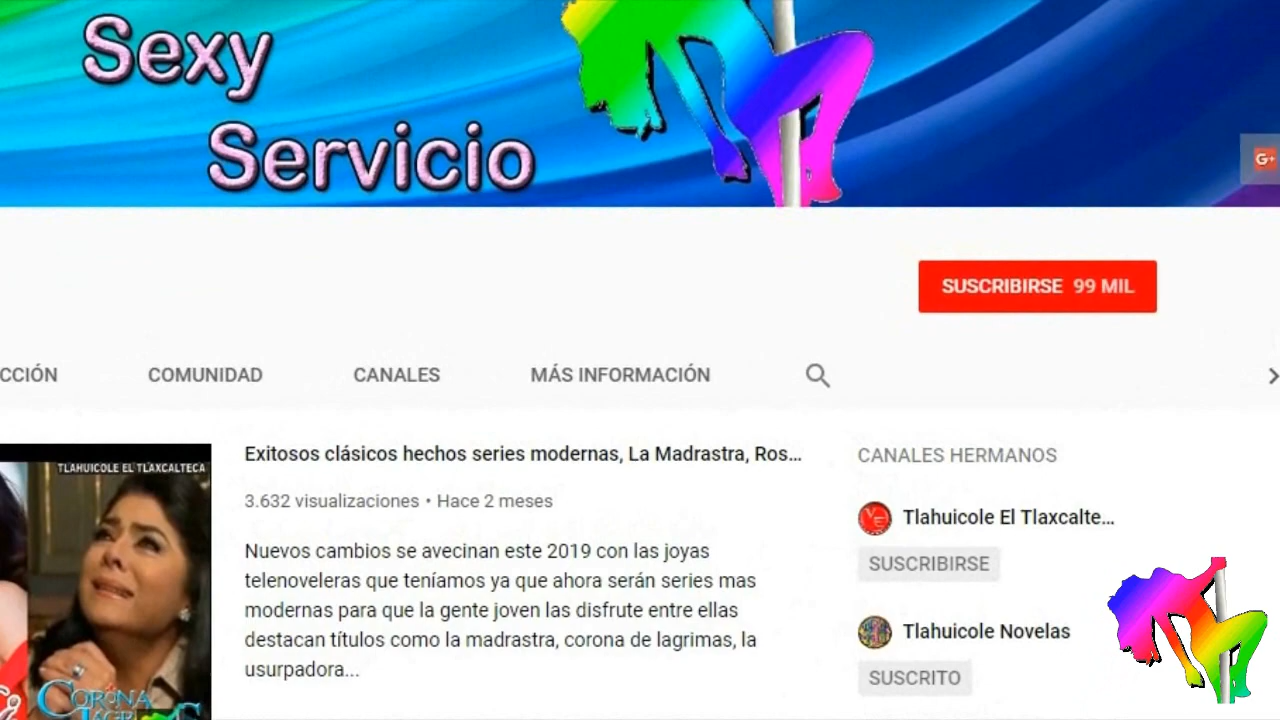 Sexy
Servicio
G+
SUSCRIBIRSE 99 MIL
CCIÓN COMUNIDAD CANALES MÁS INFORMACIÓN
TLAHUICOLE EL TLAXCALTECA
CORONA
Exitosos clásicos hechos series modernas, La Madrastra, Ros...
3.632 visualizaciones • Hace 2 meses
Nuevos cambios se avecinan este 2019 con las joyas
telenoveleras que teníamos ya que ahora serán series mas
modernas para que la gente joven las disfrute entre ellas
destacan títulos como la madrastra, corona de lagrimas, la
usurpadora...
CANALES HERMANOS
Tlahuicole El Tlaxcalte...
SUSCRIBIRSE
Tlahuicole Novelas
SUSCRITO